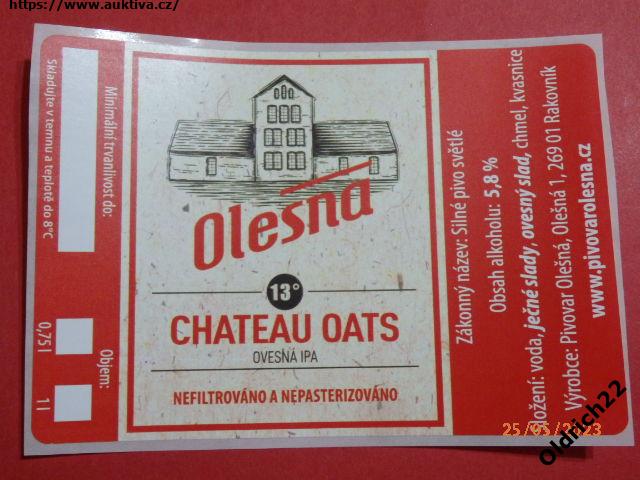 https://www.auktiva.cz/
Minimální trvanlivost do:
Skladujte v temnu a teplotě do 8°C
Objem:
0,75 l
1 l
Olešná
13°
CHATEAU OATS
OVESNÁ IPA
NEFILTROVÁNO A NEPASTERIZOVÁNO
Zákonný název: Silné pivo světlé
Obsah alkoholu: 5,8 %
Složení: voda, ječné slady, ovesný slad, chmel, kvasnice
Výrobce: Pivovar Olešná, Olešná 1, 269 01 Rakovník
www.pivovarolesna.cz
25/05/2023
Oldrich22